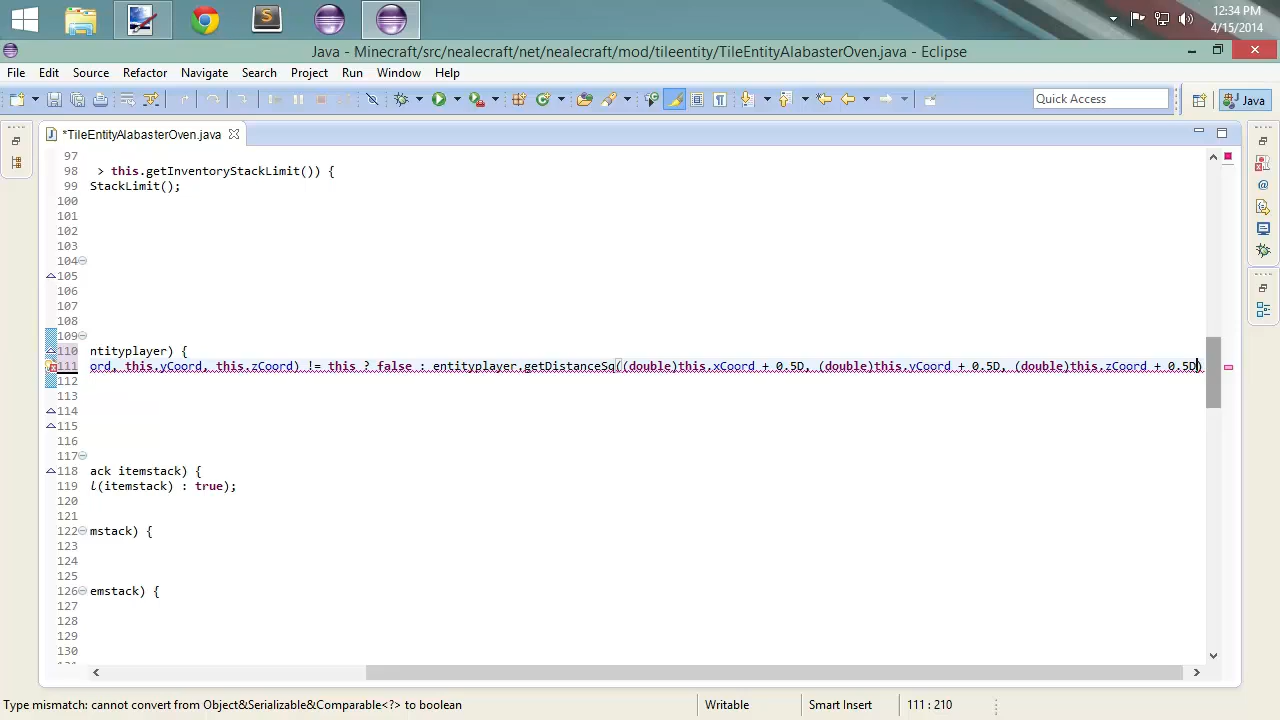 12:34 PM
4/15/2014
Java - Minecraft/src/nealecraft/net/nealecraft/mod/tileentity/TileEntityAlabasterOven.java - Eclipse
File Edit Source Refactor Navigate Search Project Run Window Help
Quick Access
Java
*TileEntityAlabasterOven.java
97
98 > this.getInventoryStackLimit()) {
99 StackLimit();
100
101
102
103
104
105
106
107
108
109
110 ntityplayer) {
111 ord, this.yCoord, this.zCoord) != this ? false : entityplayer.getDistanceSq((double)this.xCoord + 0.5D, (double)this.yCoord + 0.5D, (double)this.zCoord + 0.5D)
112
113
114
115
116
117
118 ack itemstack) {
119 l(itemstack) : true);
120
121
122 mstack) {
123
124
125
126 emstack) {
127
128
129
130
Type mismatch: cannot convert from Object&Serializable&Comparable<?> to boolean
Writable
Smart Insert
111 : 210